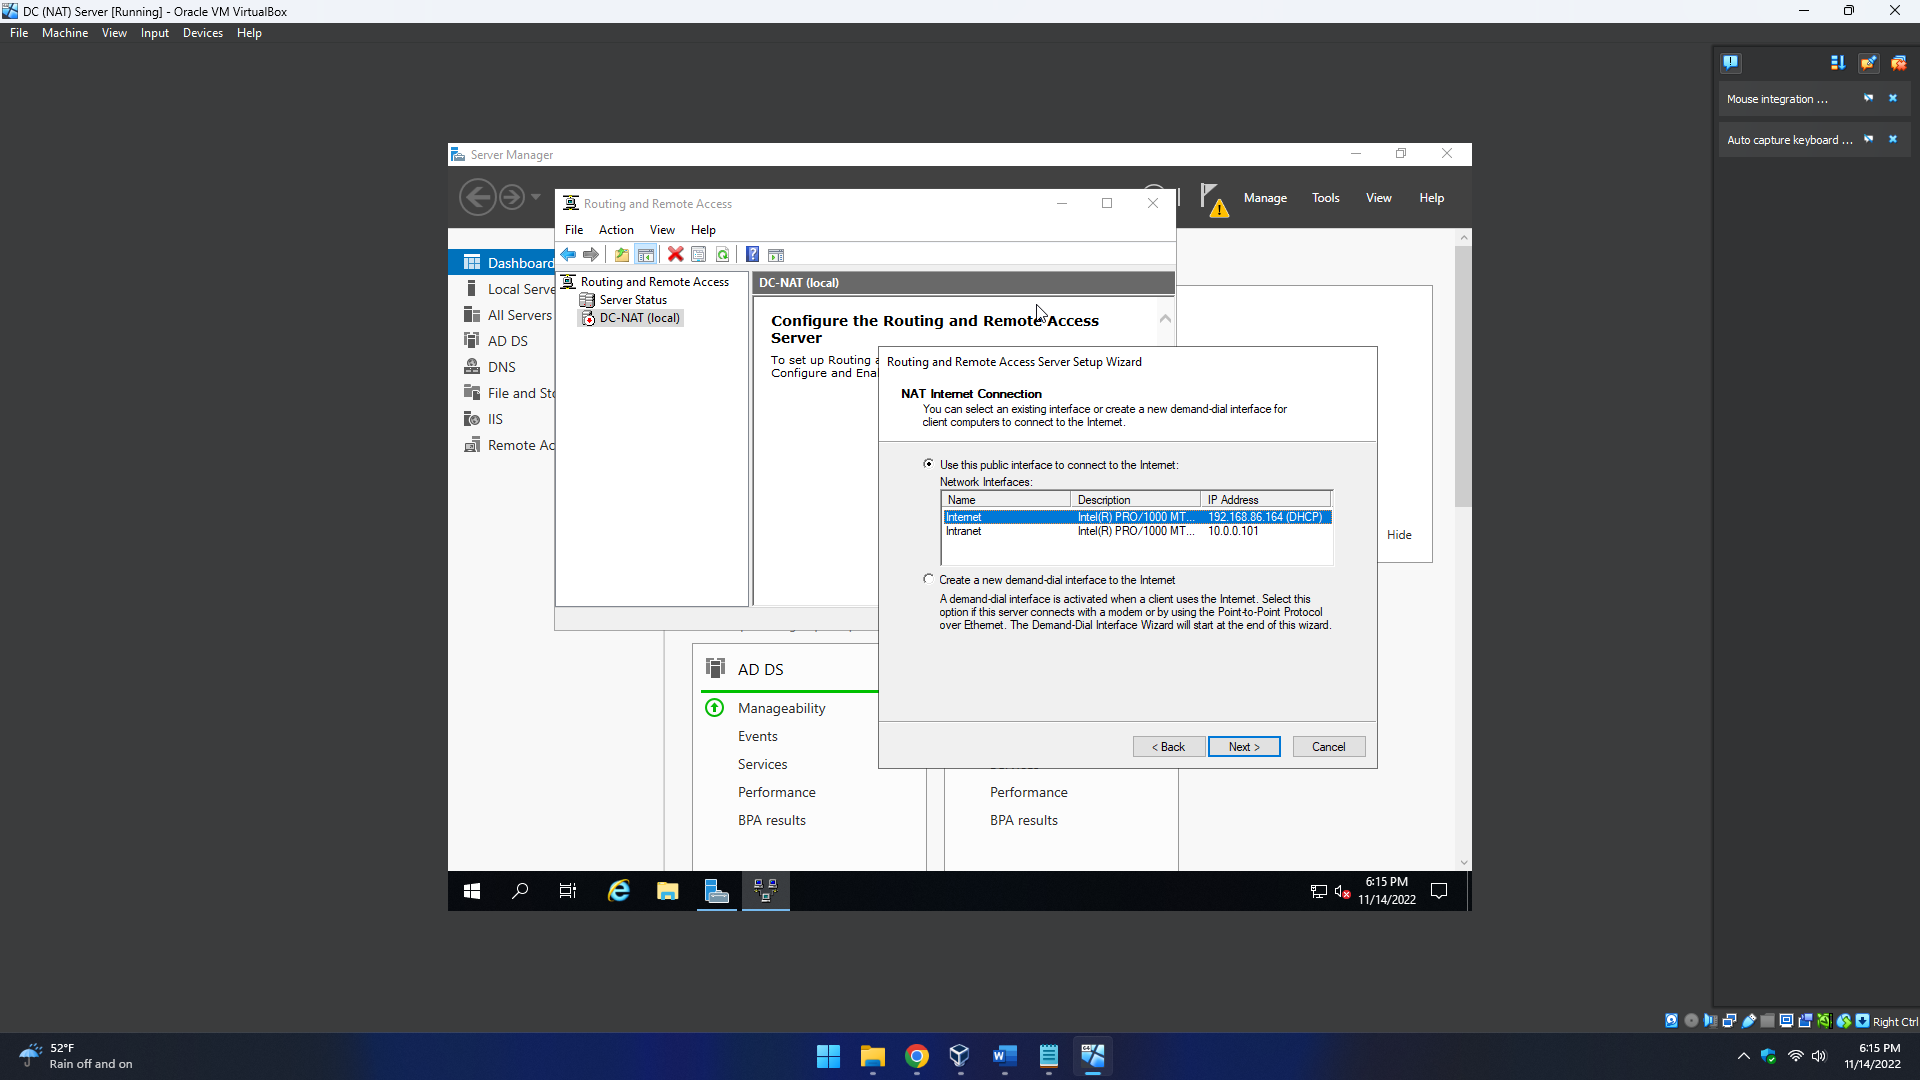 DC (NAT) Server [Running] - Oracle VM VirtualBox
File Machine View Input Devices Help
Mouse integration ...
Auto capture keyboard ...
Server Manager
Manage Tools View Help
Routing and Remote Access
File Action View Help
Dashboard
Local Serve
All Servers
AD DS
DNS
File and Sto
IIS
Remote Ac
Routing and Remote Access
Server Status
DC-NAT (local)
DC-NAT (local)
Configure the Routing and Remote Access
Server
To set up Routing a
Configure and Enal
Routing and Remote Access Server Setup Wizard
NAT Internet Connection
You can select an existing interface or create a new demand-dial interface for
client computers to connect to the Internet.
Use this public interface to connect to the Internet:
Network Interfaces:
Name Description IP Address
Internet Intel(R) PRO/1000 MT... 192.168.86.164 (DHCP)
Intranet Intel(R) PRO/1000 MT... 10.0.0.101
Create a new demand-dial interface to the Internet
A demand-dial interface is activated when a client uses the Internet. Select this
option if this server connects with a modem or by using the Point-to-Point Protocol
over Ethernet. The Demand-Dial Interface Wizard will start at the end of this wizard.
< Back Next > Cancel
Hide
AD DS
Manageability
Events
Services
Performance
BPA results
Performance
BPA results
6:15 PM
11/14/2022
Right Ctrl
52°F
Rain off and on
6:15 PM
11/14/2022